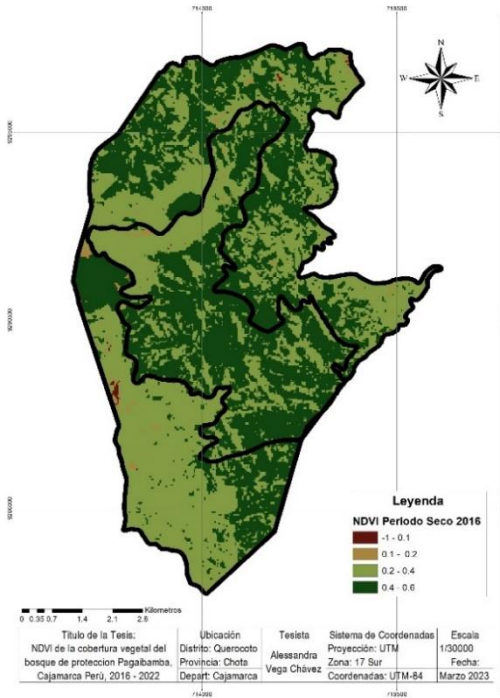 714000
719500
N
W E
S
Leyenda
NDVI Periodo Seco 2016
-1 - 0.1
0.1 - 0.2
0.2 - 0.4
0.4 - 0.6
Kilometros
0 0.35 0.7 1.4 2.1 2.8
Titulo de la Tesis:
NDVI de la cobertura vegetal del
bosque de proteccion Pagaibamba,
Cajamarca Perú, 2016 - 2022
Ubicación
Distrito: Querocoto
Provincia: Chota
Depart: Cajamarca
Tesista
Alessandra
Vega Chávez
Sistema de Coordenadas
Proyección: UTM
Zona: 17 Sur
Coordenadas: UTM-84
Escala
1/30000
Fecha:
Marzo 2023
714000